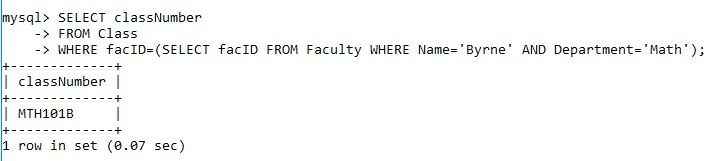 mysql> SELECT classNumber
    -> FROM Class
    -> WHERE facID=(SELECT facID FROM Faculty WHERE Name='Byrne' AND Department='Math');
+-------------+
| classNumber |
+-------------+
| MTH101B     |
+-------------+
1 row in set (0.07 sec)